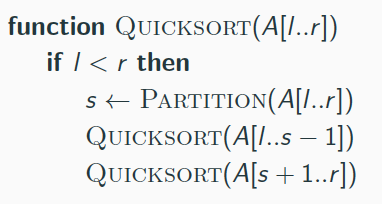 function QUICKSORT(A[l..r])
if l < r then
s ← PARTITION(A[l..r])
QUICKSORT(A[l..s − 1])
QUICKSORT(A[s + 1..r])